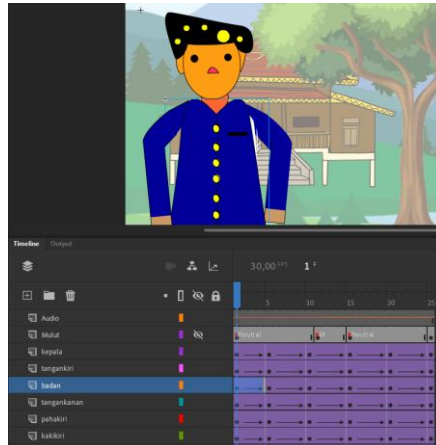 Timeline Output
30,00 FPS 1 F
5 10 15 20 25
Audio
Mulut
Neutral
Neutral
kepala
tangankiri
badan
tangankanan
pahakiri
kakikiri